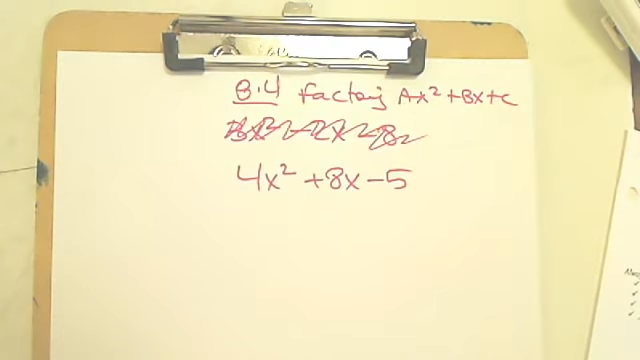 8.4 Factoring Ax² + Bx + C
4x² + 8x - 5